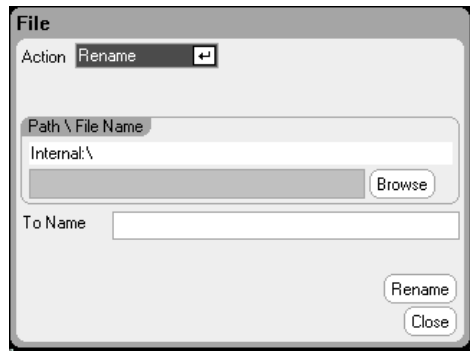 File
Action Rename
Path \ File Name
Internal:\
Browse
To Name
Rename
Close